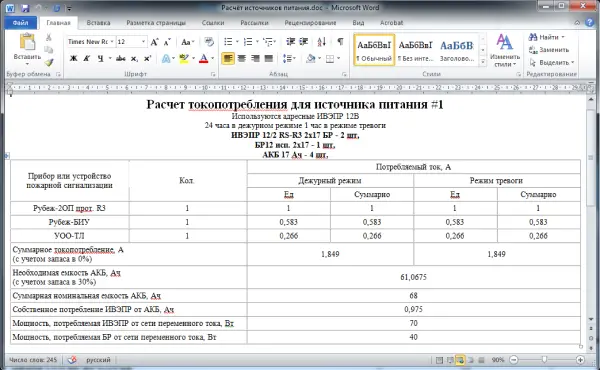 Расчет источников питания.doc - Microsoft Word
Файл Главная Вставка Разметка страницы Ссылки Рассылки Рецензирование Вид Acrobat
Вставить
Times New Rc 12
Ж К Ч
Буфер обмена Шрифт Абзац Стили Редактирование
АаБбВгІ АаБбВгІ АаБбВ
¶ Обычный ¶ Без инте... Заголово...
Изменить стили
Найти
Заменить
Выделить
Расчет токопотребления для источника питания #1
Используются адресные ИВЭПР 12В
24 часа в дежурном режиме 1 час в режиме тревоги
ИВЭПР 12/2 RS-R3 2х17 БР - 2 шт,
БР12 исп. 2х17 - 1 шт,
АКБ 17 Ач - 4 шт,
Прибор или устройство пожарной сигнализации Кол. Потребляемый ток, А
Дежурный режим Режим тревоги
Ед Суммарно Ед Суммарно
Рубеж-2ОП прот. R3 1 1 1 1 1
Рубеж-БИУ 1 0,583 0,583 0,583 0,583
УОО-ТЛ 1 0,266 0,266 0,266 0,266
Суммарное токопотребление, А
(с учетом запаса в 0%) 1,849 1,849
Необходимая емкость АКБ, Ач
(с учетом запаса в 30%) 61,0675
Суммарная номинальная емкость АКБ, Ач 68
Собственное потребление ИВЭПР от АКБ, Ач 0,975
Мощность, потребляемая ИВЭПР от сети переменного тока, Вт 70
Мощность, потребляемая БР от сети переменного тока, Вт 40
Число слов: 245 русский 90%